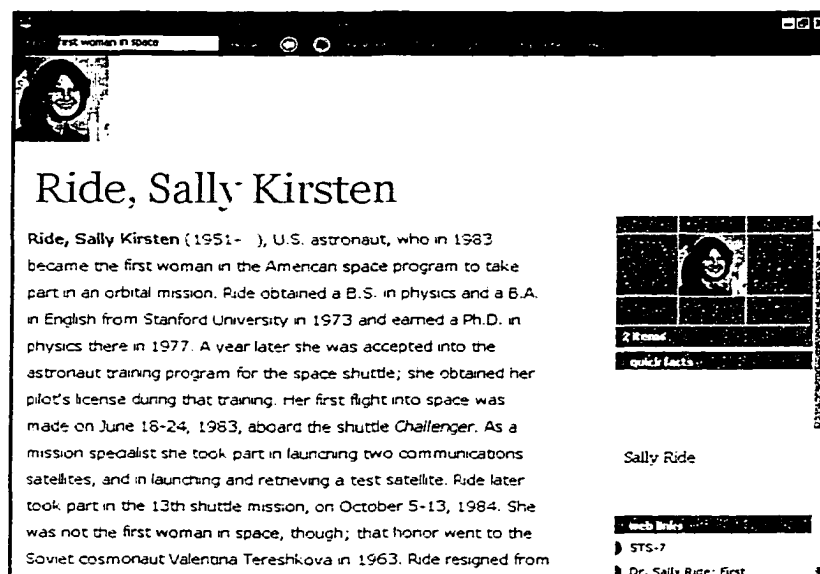 first woman in space
Ride, Sally Kirsten
Ride, Sally Kirsten (1951- ), U.S. astronaut, who in 1983
became the first woman in the American space program to take
part in an orbital mission. Ride obtained a B.S. in physics and a B.A.
in English from Stanford University in 1973 and earned a Ph.D. in
physics there in 1977. A year later she was accepted into the
astronaut training program for the space shuttle; she obtained her
pilot's license during that training. Her first flight into space was
made on June 18-24, 1983, aboard the shuttle Challenger. As a
mission specialist she took part in launching two communications
satellites, and in launching and retrieving a test satellite. Ride later
took part in the 13th shuttle mission, on October 5-13, 1984. She
was not the first woman in space, though; that honor went to the
Soviet cosmonaut Valentina Tereshkova in 1963. Ride resigned from
2 items
quick facts
Sally Ride
web links
STS-7
Dr. Sally Ride: First